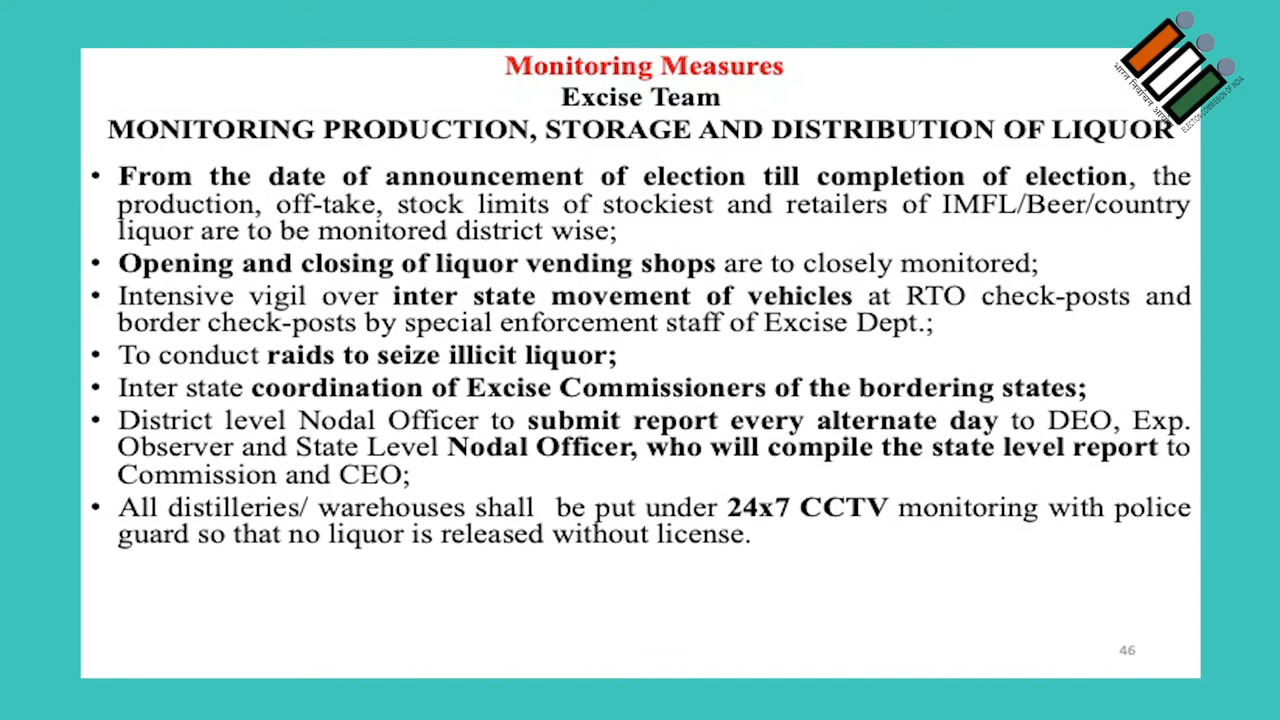 Monitoring Measures
Excise Team
MONITORING PRODUCTION, STORAGE AND DISTRIBUTION OF LIQUOR
• From the date of announcement of election till completion of election, the
production, off-take, stock limits of stockiest and retailers of IMFL/Beer/country
liquor are to be monitored district wise;
• Opening and closing of liquor vending shops are to closely monitored;
• Intensive vigil over inter state movement of vehicles at RTO check-posts and
border check-posts by special enforcement staff of Excise Dept.;
• To conduct raids to seize illicit liquor;
• Inter state coordination of Excise Commissioners of the bordering states;
• District level Nodal Officer to submit report every alternate day to DEO, Exp.
Observer and State Level Nodal Officer, who will compile the state level report to
Commission and CEO;
• All distilleries/ warehouses shall be put under 24x7 CCTV monitoring with police
guard so that no liquor is released without license.
46
भारत निर्वाचन आयोग
ELECTION COMMISSION OF INDIA